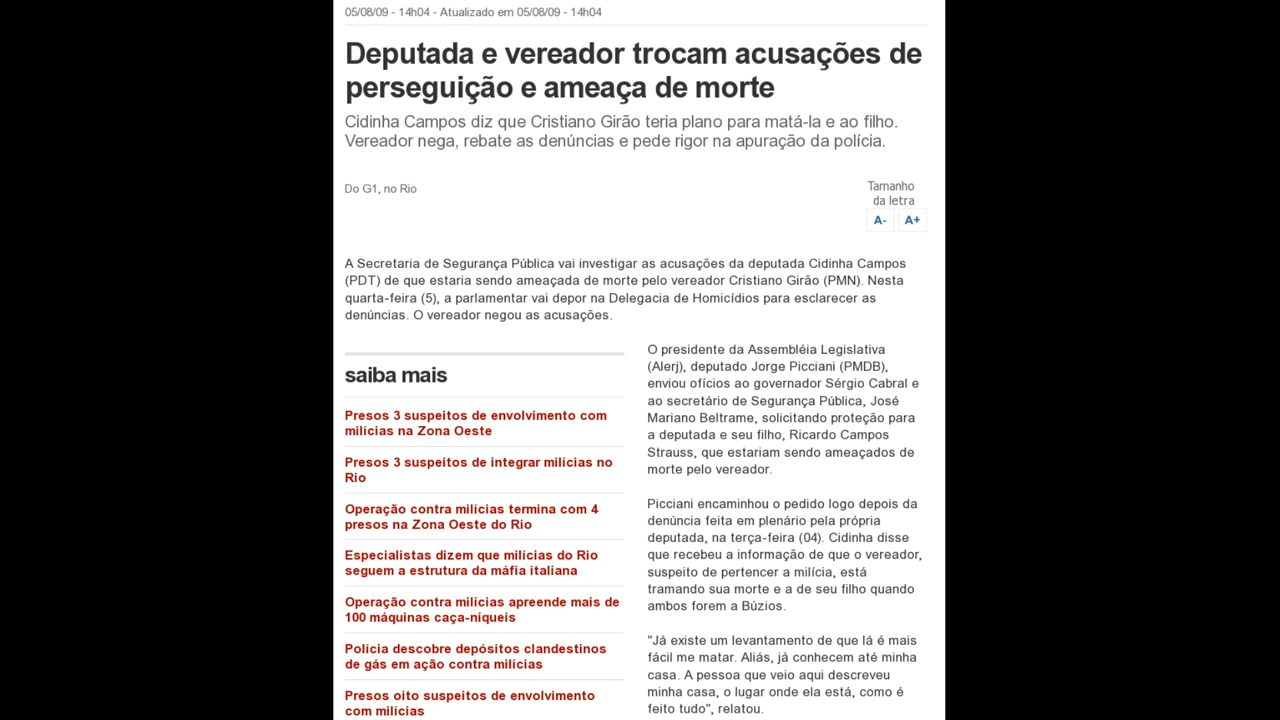 05/08/09 - 14h04 - Atualizado em 05/08/09 - 14h04
Deputada e vereador trocam acusações de
perseguição e ameaça de morte
Cidinha Campos diz que Cristiano Girão teria plano para matá-la e ao filho.
Vereador nega, rebate as denúncias e pede rigor na apuração da polícia.
Do G1, no Rio
Tamanho
da letra
A- A+
A Secretaria de Segurança Pública vai investigar as acusações da deputada Cidinha Campos
(PDT) de que estaria sendo ameaçada de morte pelo vereador Cristiano Girão (PMN). Nesta
quarta-feira (5), a parlamentar vai depor na Delegacia de Homicídios para esclarecer as
denúncias. O vereador negou as acusações.
saiba mais
Presos 3 suspeitos de envolvimento com
milícias na Zona Oeste
Presos 3 suspeitos de integrar milícias no
Rio
Operação contra milícias termina com 4
presos na Zona Oeste do Rio
Especialistas dizem que milícias do Rio
seguem a estrutura da máfia italiana
Operação contra milícias apreende mais de
100 máquinas caça-níqueis
Polícia descobre depósitos clandestinos
de gás em ação contra milícias
Presos oito suspeitos de envolvimento
com milícias
O presidente da Assembléia Legislativa
(Alerj), deputado Jorge Picciani (PMDB),
enviou ofícios ao governador Sérgio Cabral e
ao secretário de Segurança Pública, José
Mariano Beltrame, solicitando proteção para
a deputada e seu filho, Ricardo Campos
Strauss, que estariam sendo ameaçados de
morte pelo vereador.
Picciani encaminhou o pedido logo depois da
denúncia feita em plenário pela própria
deputada, na terça-feira (04). Cidinha disse
que recebeu a informação de que o vereador,
suspeito de pertencer a milícia, está
tramando sua morte e a de seu filho quando
ambos forem a Búzios.
"Já existe um levantamento de que lá é mais
fácil me matar. Aliás, já conhecem até minha
casa. A pessoa que veio aqui descreveu
minha casa, o lugar onde ela está, como é
feito tudo", relatou.